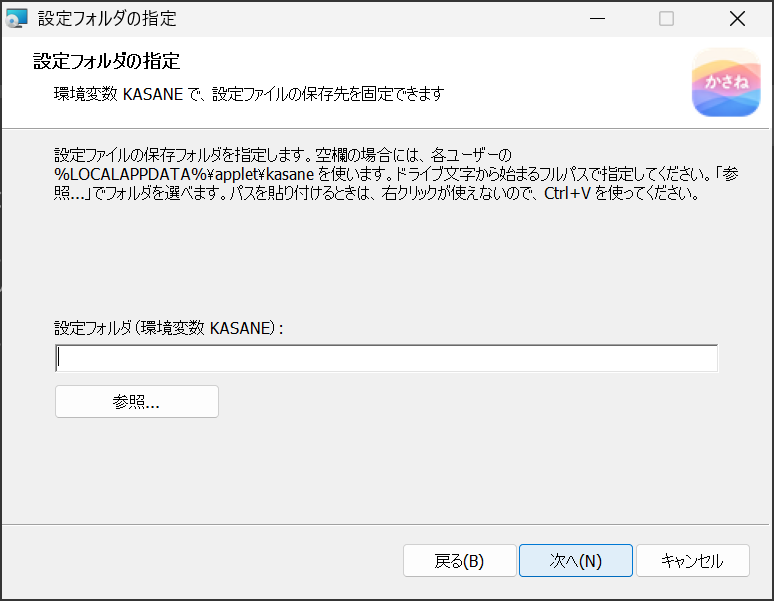 設定フォルダの指定
設定フォルダの指定
環境変数 KASANE で、設定ファイルの保存先を固定できます
かさね
設定ファイルの保存フォルダを指定します。空欄の場合には、各ユーザーの
%LOCALAPPDATA%¥applet¥kasane を使います。ドライブ文字から始まるフルパスで指定してください。「参
照...」でフォルダを選べます。パスを貼り付けるときは、右クリックが使えないので、Ctrl+V を使ってください。
設定フォルダ（環境変数 KASANE）:
参照...
戻る(B)
次へ(N)
キャンセル